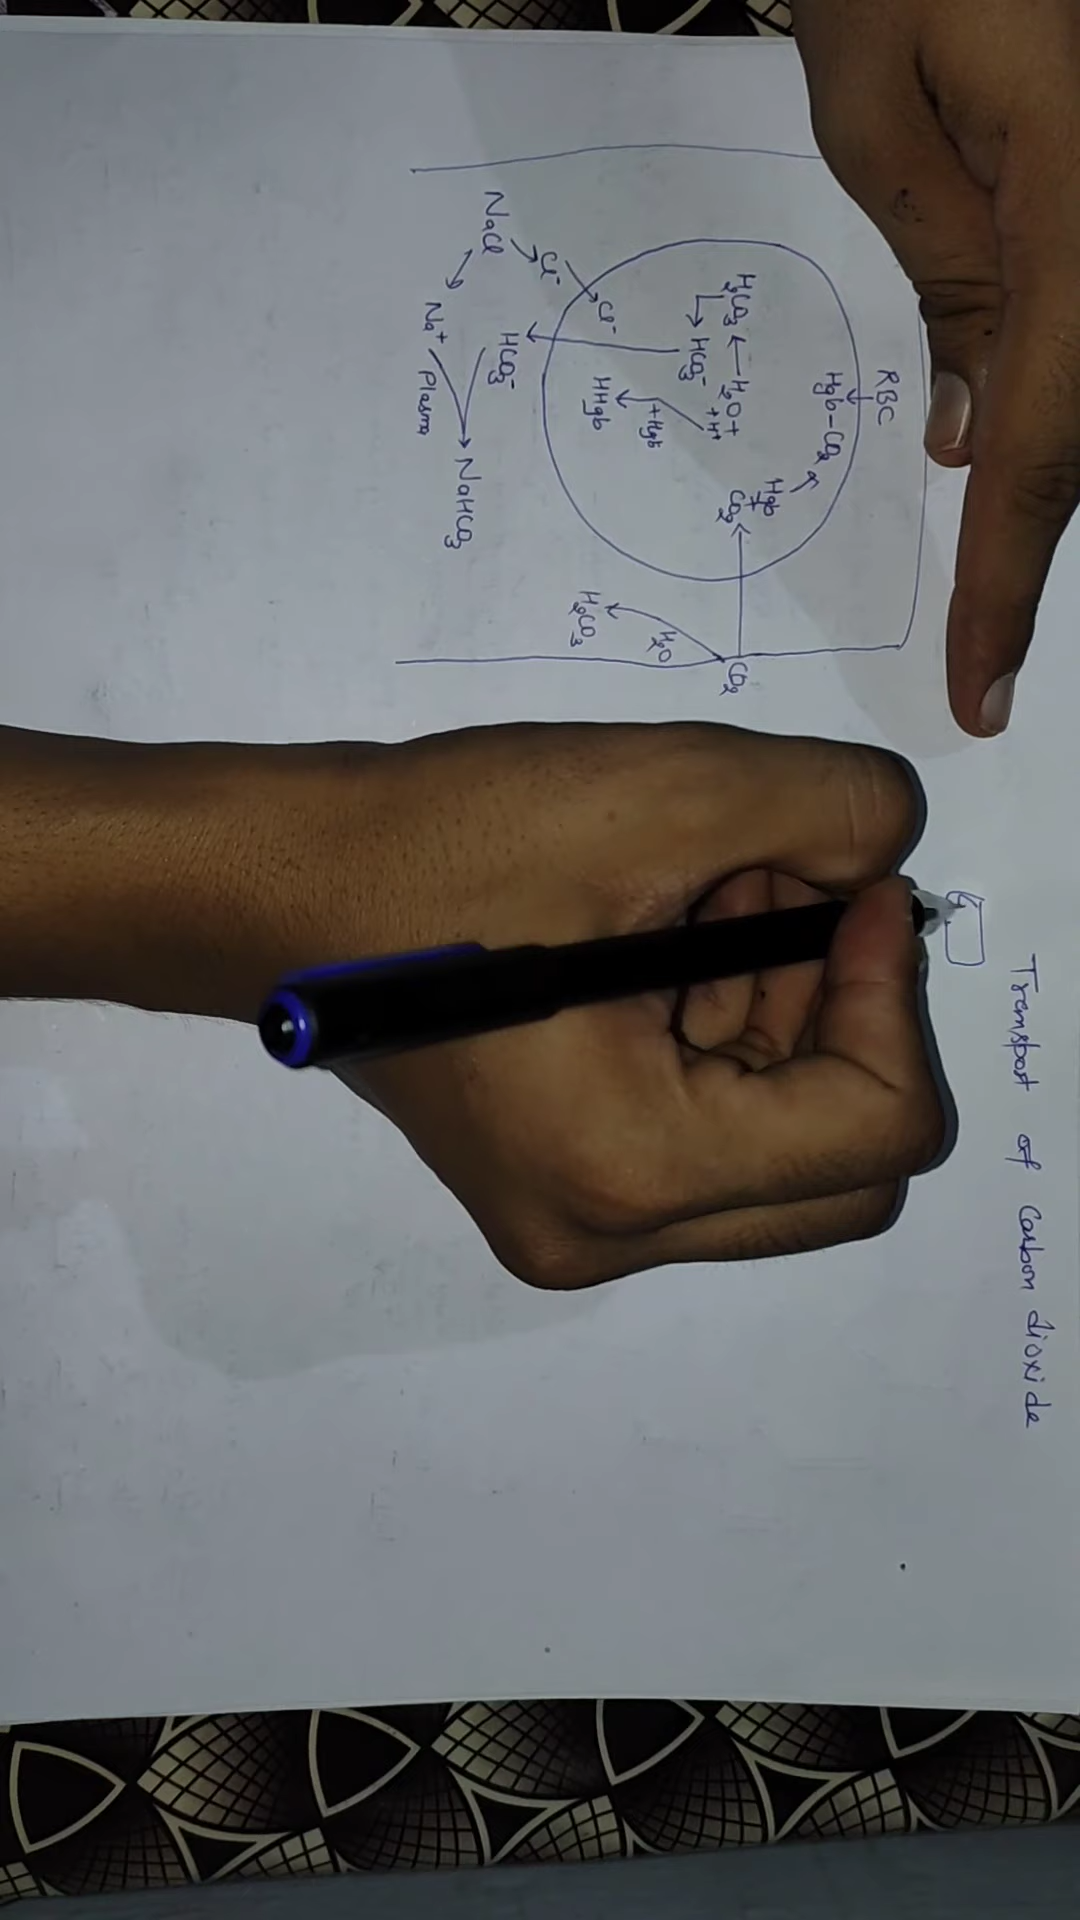 Transport of Carbon dioxide
RBC
Hgb-CO₂
Hgb
+
CO₂
CO₂
H₂CO₃ ← H₂O +
HCO₃⁻ + H⁺
H₂O
+Hgb
HHgb
H₂CO₃
Cl⁻
Cl⁻
NaCl
HCO₃⁻
Na⁺
NaHCO₃
Plasma